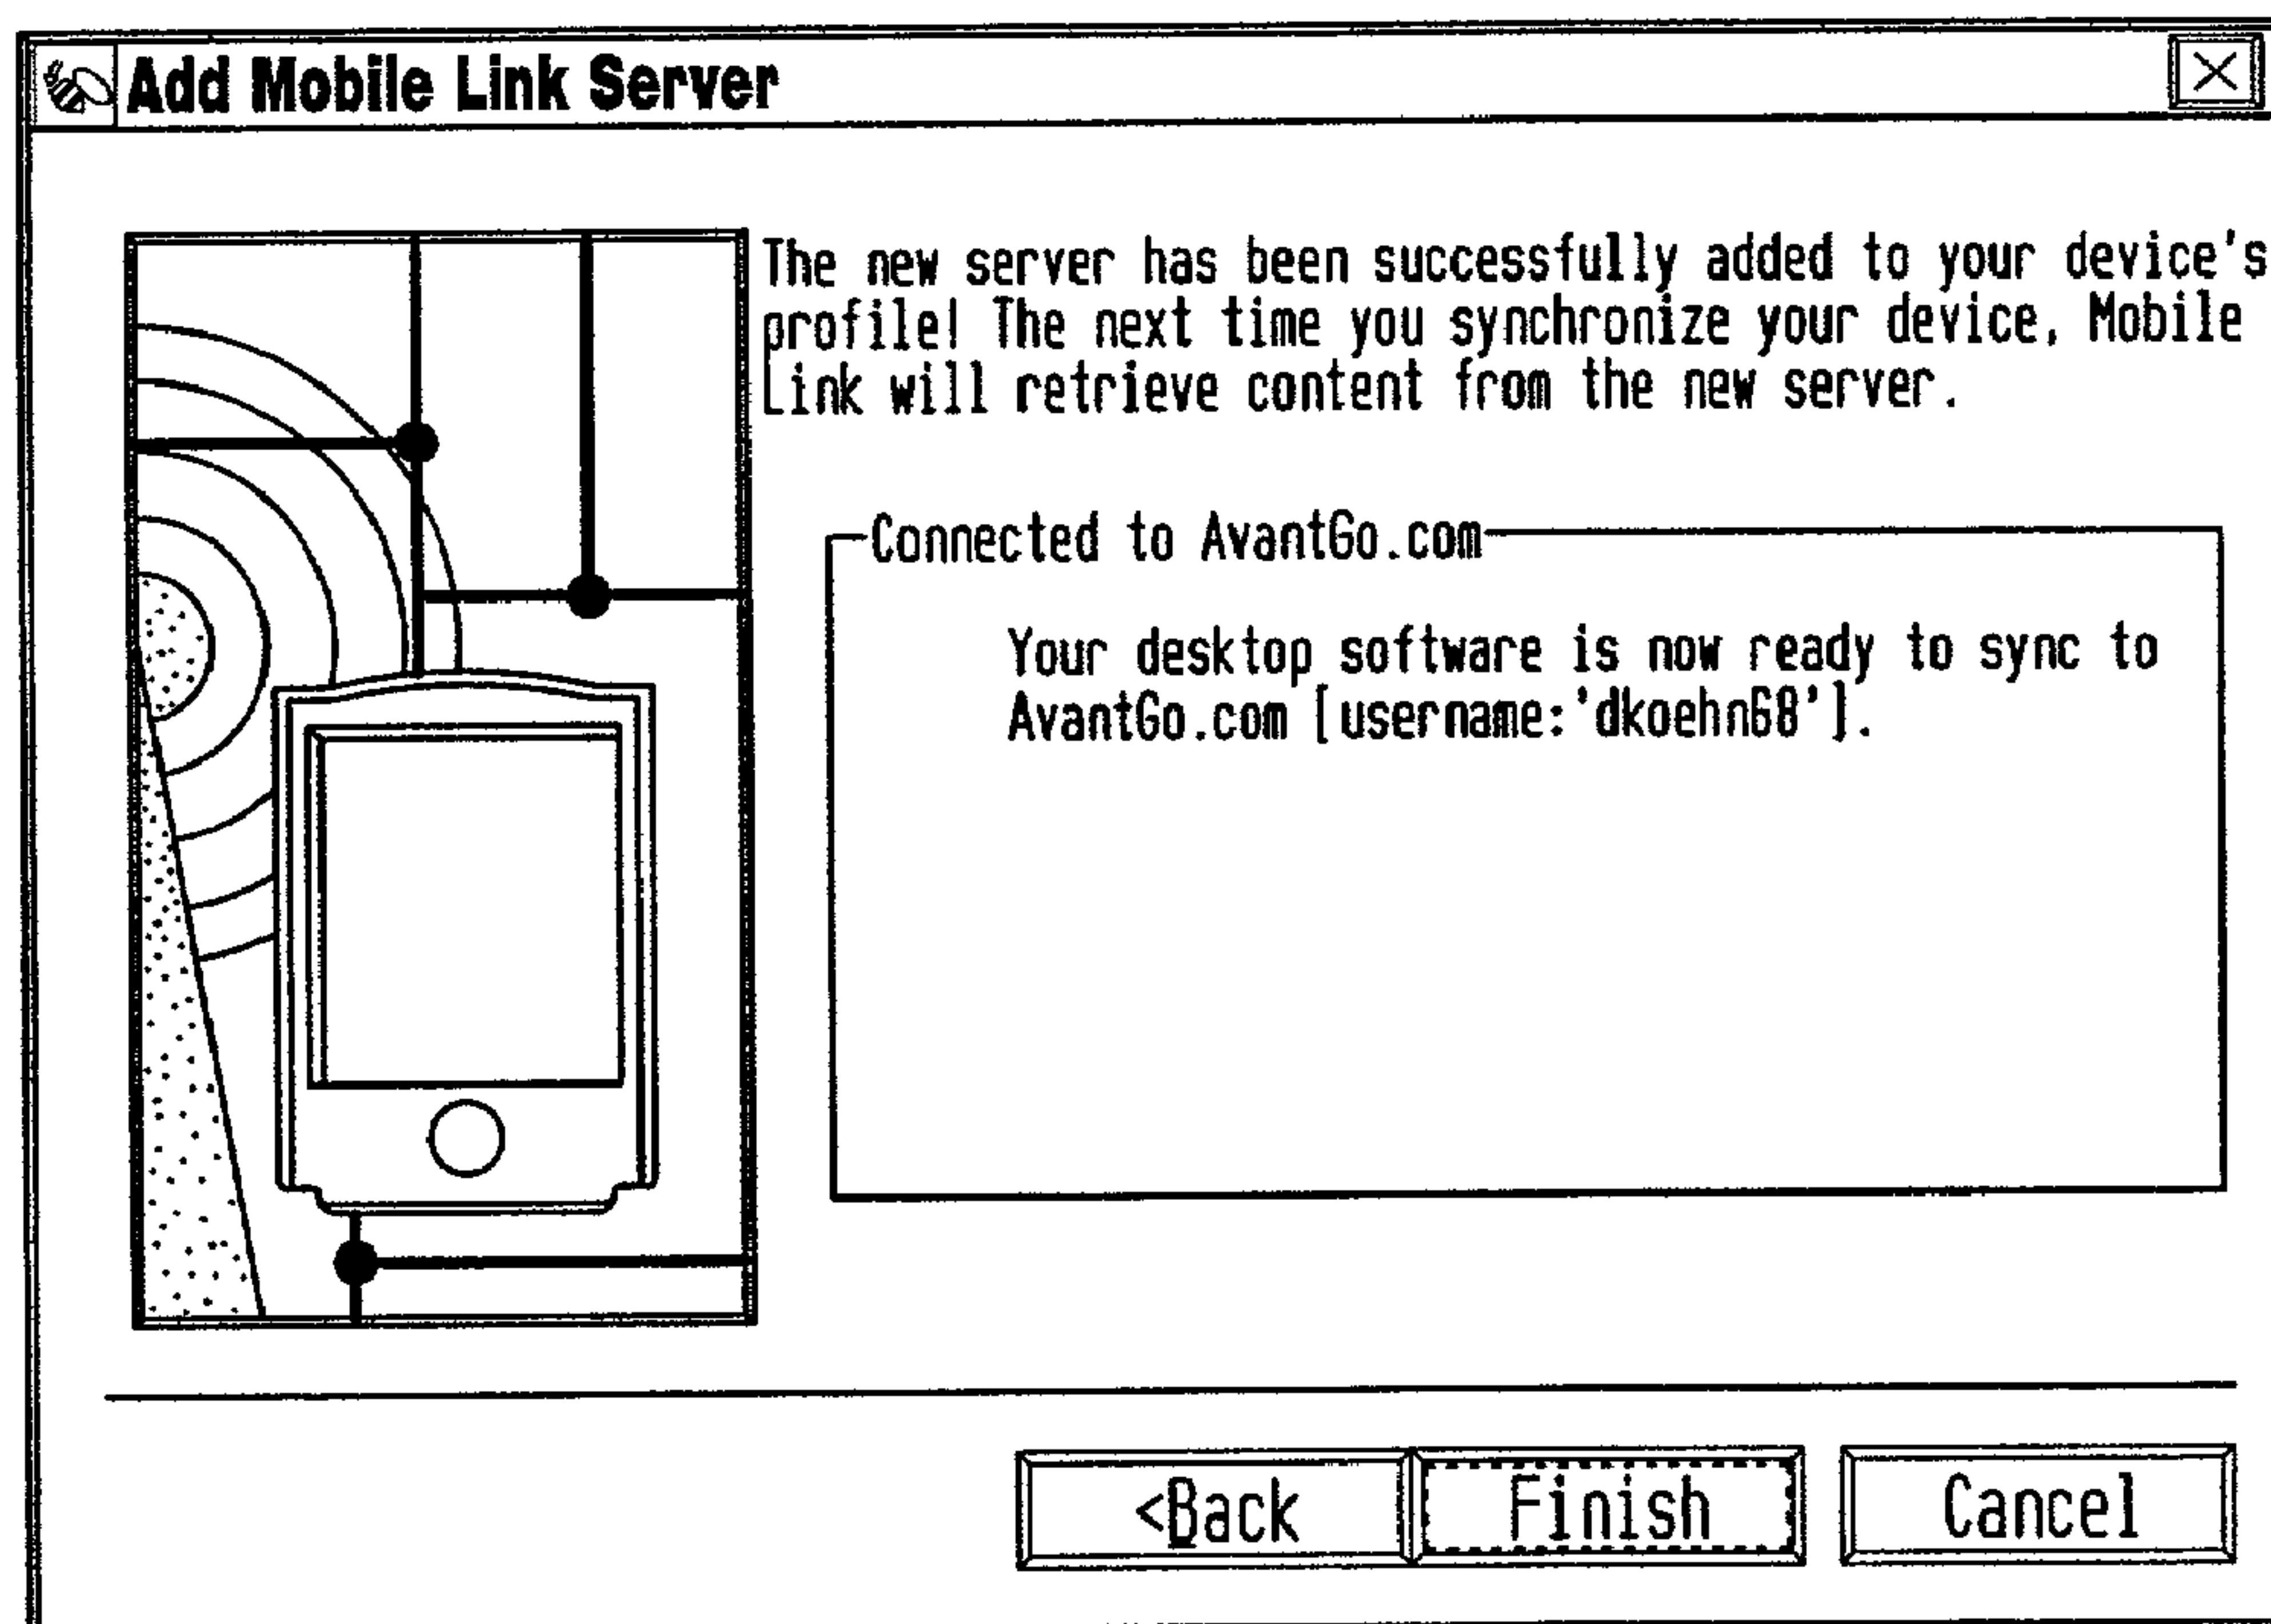 Add Mobile Link Server
The new server has been successfully added to your device's
profile! The next time you synchronize your device, Mobile
Link will retrieve content from the new server.
Connected to AvantGo.com
Your desktop software is now ready to sync to
AvantGo.com [username:'dkoehn68'].
<Back Finish Cancel